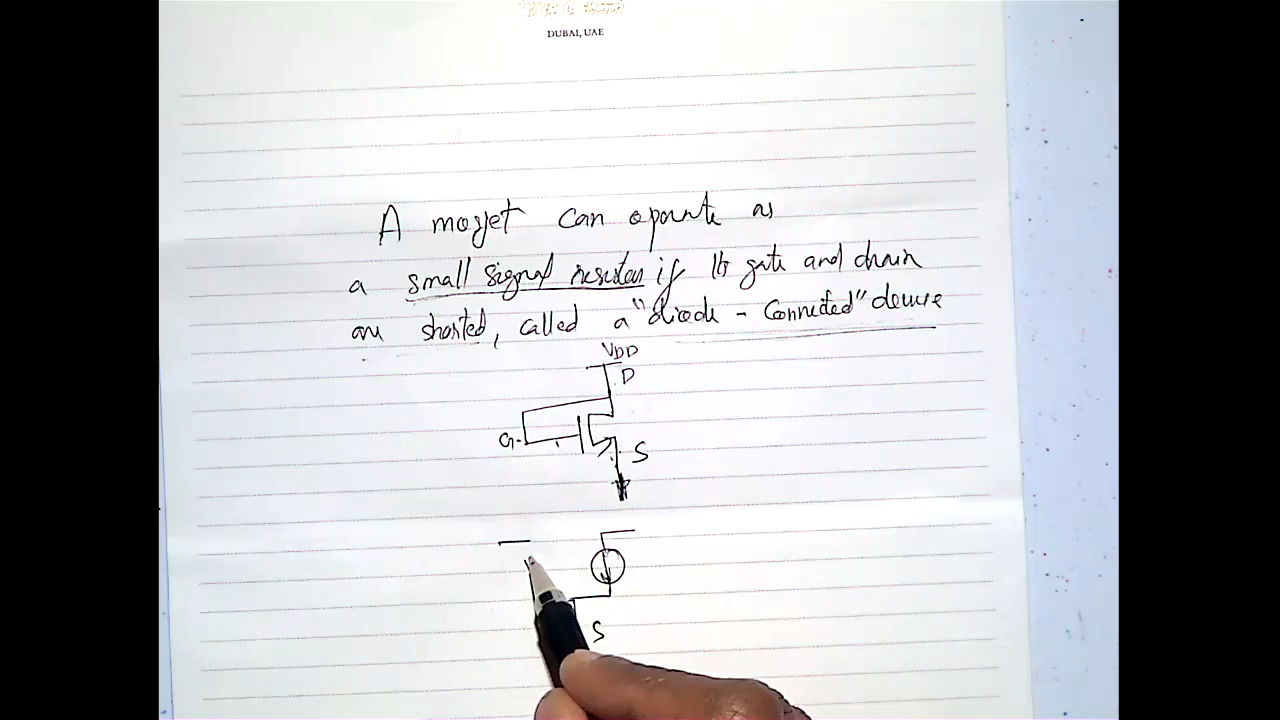 DUBAI, UAE
A mosfet can operate as
a small signal resistor if its gate and drain
are shorted, called a "diode - connected" device
VDD
D
G
S
S